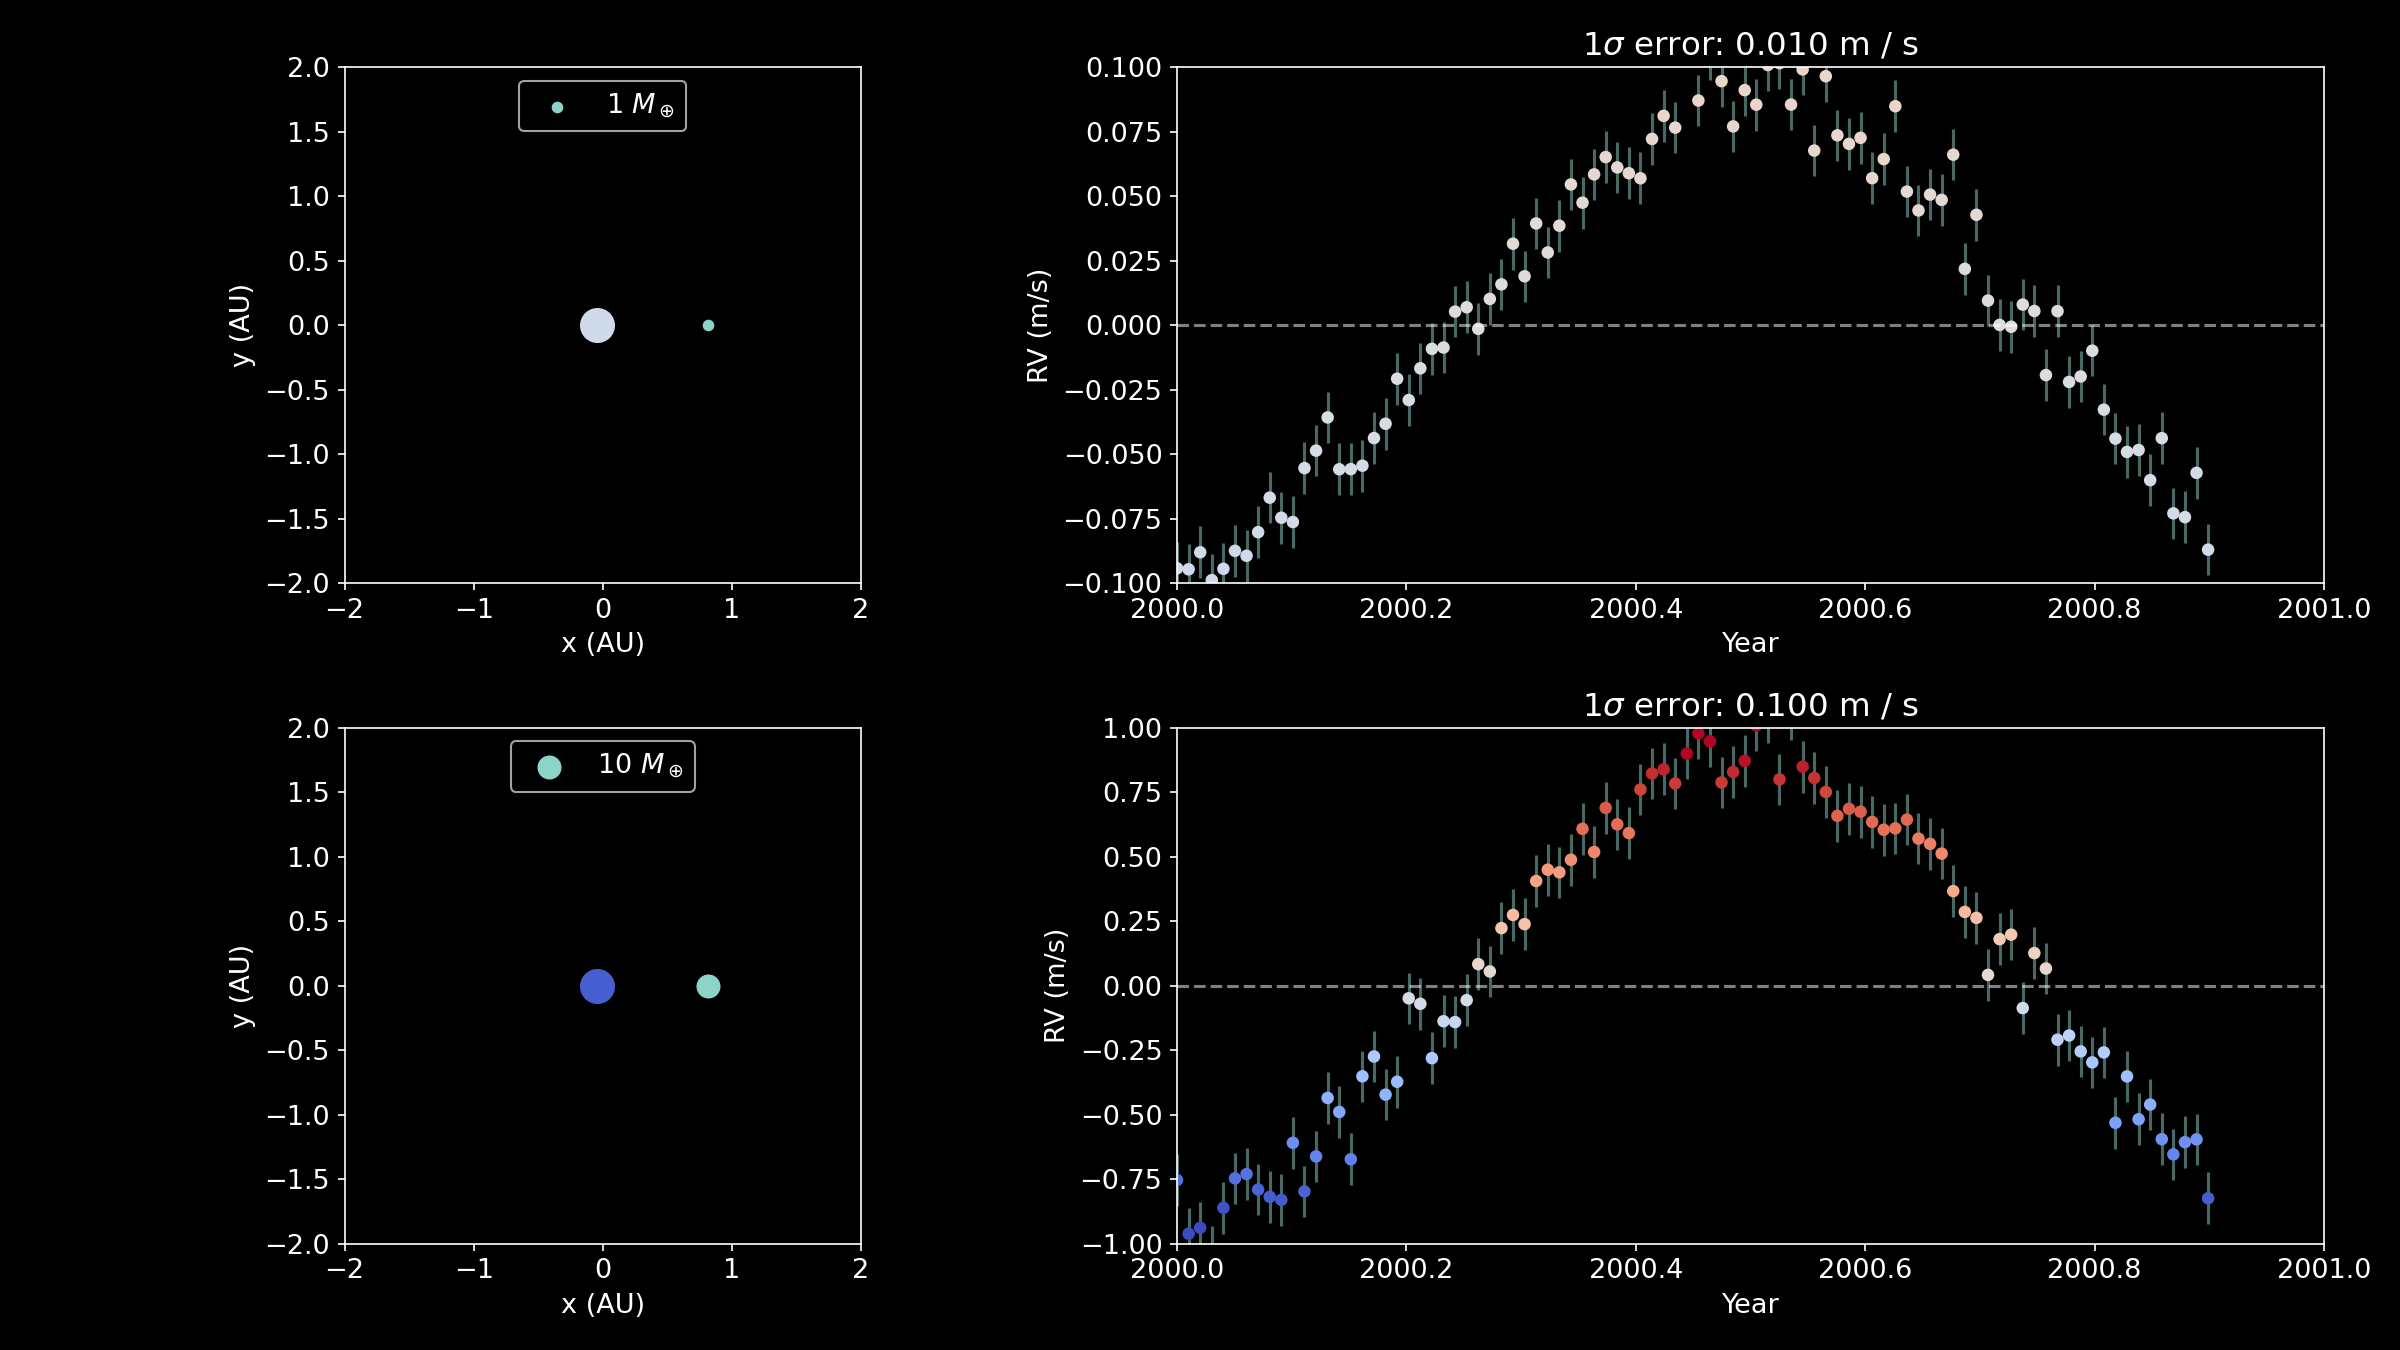 1σ error: 0.010 m / s
2.0
1.5
1.0
0.5
0.0
−0.5
−1.0
−1.5
−2.0
y (AU)
1 M⊕
−2 −1 0 1 2
x (AU)
0.100
0.075
0.050
0.025
0.000
−0.025
−0.050
−0.075
−0.100
RV (m/s)
2000.0 2000.2 2000.4 2000.6 2000.8 2001.0
Year
1σ error: 0.100 m / s
2.0
1.5
1.0
0.5
0.0
−0.5
−1.0
−1.5
−2.0
y (AU)
10 M⊕
−2 −1 0 1 2
x (AU)
1.00
0.75
0.50
0.25
0.00
−0.25
−0.50
−0.75
−1.00
RV (m/s)
2000.0 2000.2 2000.4 2000.6 2000.8 2001.0
Year